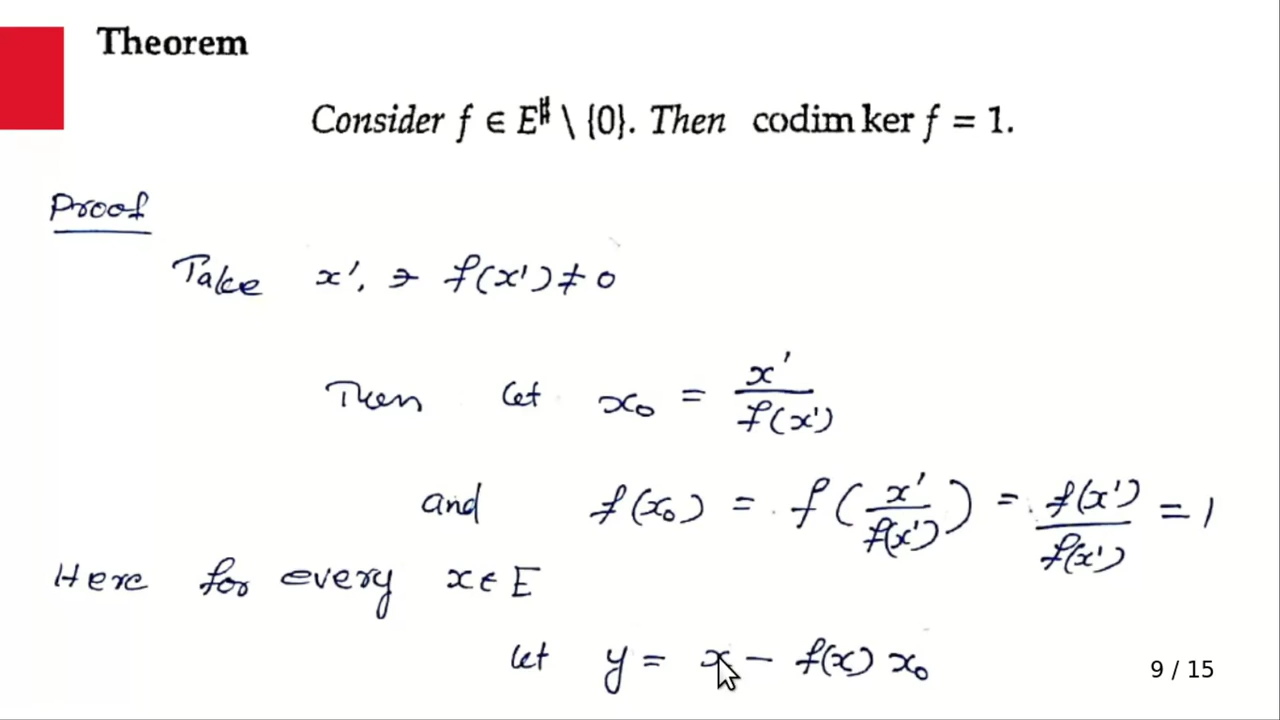 Theorem
Consider f ∈ E♯ \ {0}. Then codim ker f = 1.
Proof
Take x', ∋ f(x') ≠ 0
Then let x₀ = x' / f(x')
and f(x₀) = f(x' / f(x')) = f(x') / f(x') = 1
Here for every x ∈ E
let y = x − f(x) x₀
9 / 15